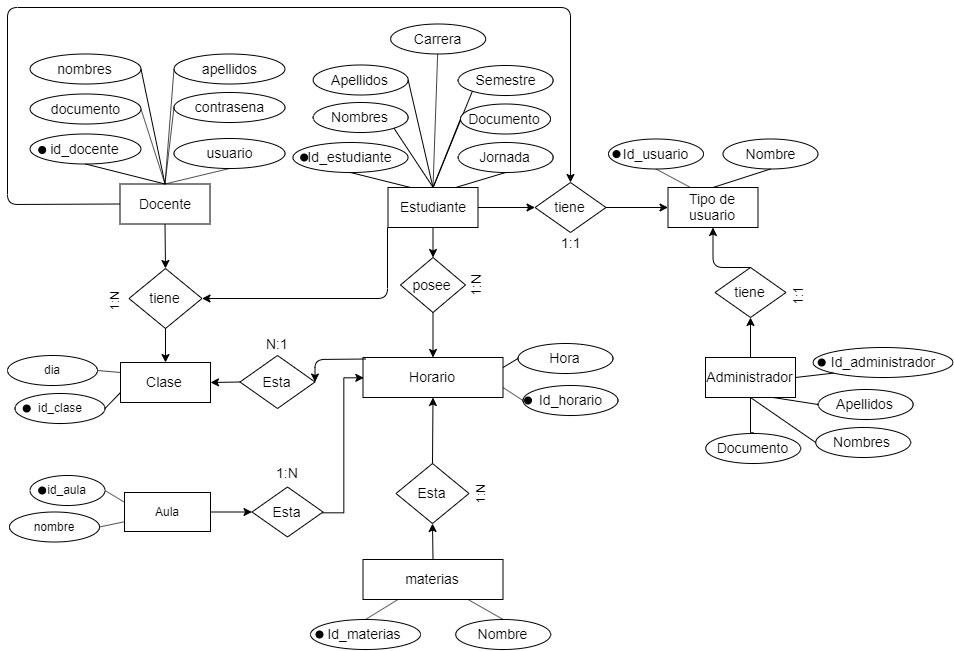 Carrera
nombres
apellidos
Apellidos
Semestre
documento
contrasena
Nombres
Documento
id_docente
usuario
Id_estudiante
Jornada
Id_usuario
Nombre
Docente
Estudiante
tiene
1:1
Tipo de
usuario
1:N
tiene
posee
1:N
tiene
1:1
N:1
Hora
dia
Clase
Esta
Horario
Administrador
Id_administrador
id_clase
Id_horario
Apellidos
Documento
Nombres
1:N
id_aula
Esta
1:N
nombre
Aula
Esta
materias
Id_materias
Nombre